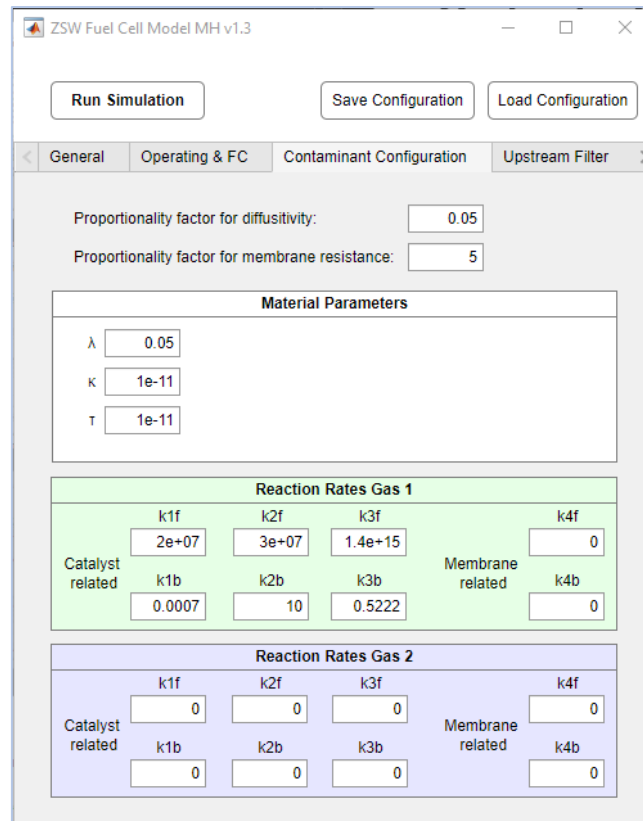 ZSW Fuel Cell Model MH v1.3
Run Simulation Save Configuration Load Configuration
General Operating & FC Contaminant Configuration Upstream Filter
Proportionality factor for diffusitivity: 0.05
Proportionality factor for membrane resistance: 5
Material Parameters
λ 0.05
κ 1e-11
τ 1e-11
Reaction Rates Gas 1
k1f k2f k3f k4f
2e+07 3e+07 1.4e+15 0
Catalyst related Membrane related
k1b k2b k3b k4b
0.0007 10 0.5222 0
Reaction Rates Gas 2
k1f k2f k3f k4f
0 0 0 0
Catalyst related Membrane related
k1b k2b k3b k4b
0 0 0 0